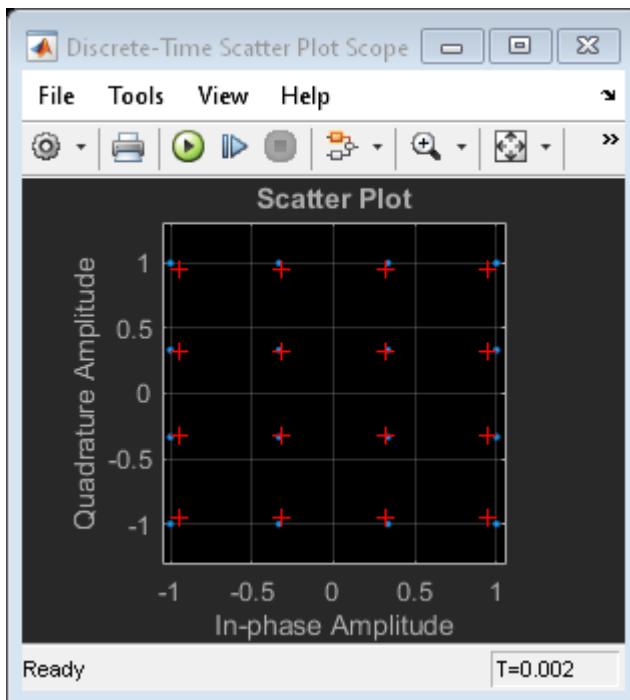 Discrete-Time Scatter Plot Scope
File Tools View Help
Scatter Plot
Quadrature Amplitude
1
0.5
0
-0.5
-1
-1 -0.5 0 0.5 1
In-phase Amplitude
Ready T=0.002